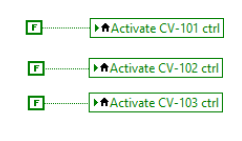 F Activate CV-101 ctrl
F Activate CV-102 ctrl
F Activate CV-103 ctrl